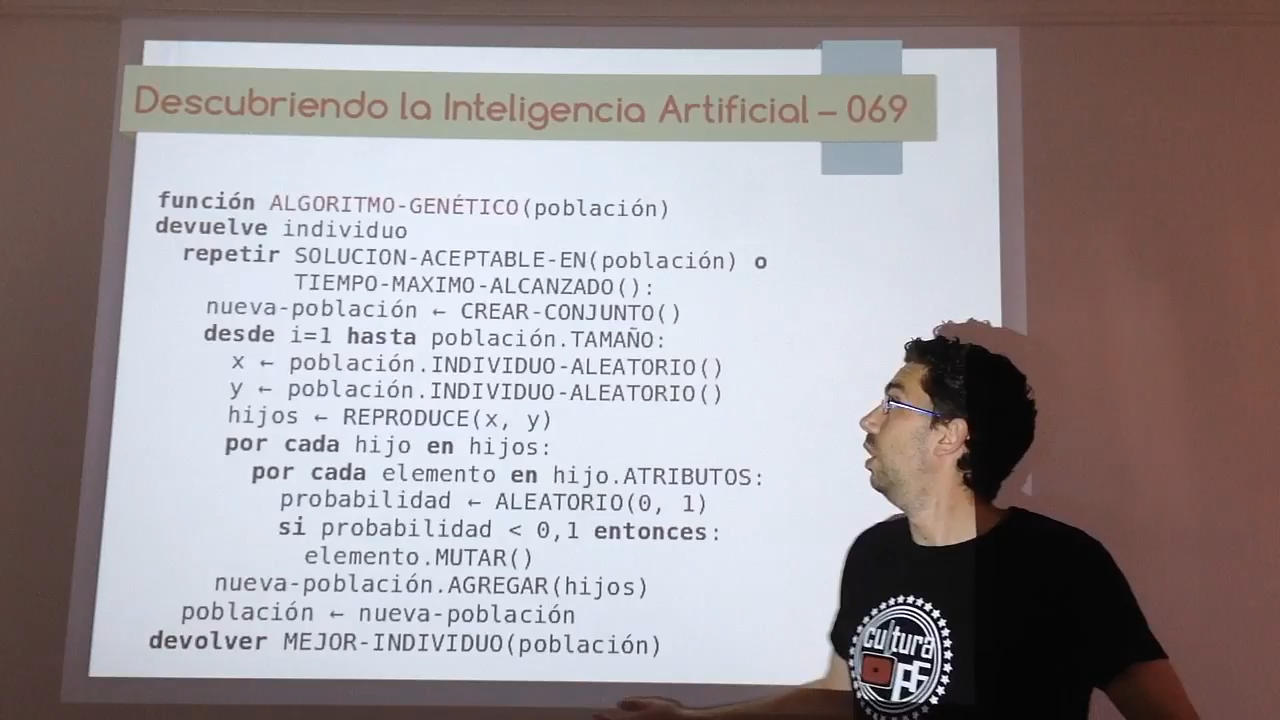 Descubriendo la Inteligencia Artificial – 069
función ALGORITMO-GENÉTICO(población)
devuelve individuo
repetir SOLUCION-ACEPTABLE-EN(población) o
TIEMPO-MAXIMO-ALCANZADO():
nueva-población ← CREAR-CONJUNTO()
desde i=1 hasta población.TAMAÑO:
x ← población.INDIVIDUO-ALEATORIO()
y ← población.INDIVIDUO-ALEATORIO()
hijos ← REPRODUCE(x, y)
por cada hijo en hijos:
por cada elemento en hijo.ATRIBUTOS:
probabilidad ← ALEATORIO(0, 1)
si probabilidad < 0,1 entonces:
elemento.MUTAR()
nueva-población.AGREGAR(hijos)
población ← nueva-población
devolver MEJOR-INDIVIDUO(población)
cultura